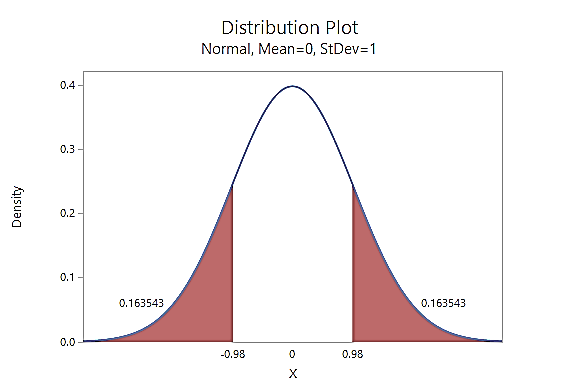 Distribution Plot
Normal, Mean=0, StDev=1
0.4
0.3
0.2
0.1
0.0
Density
0.163543
0.163543
-0.98
0
0.98
X